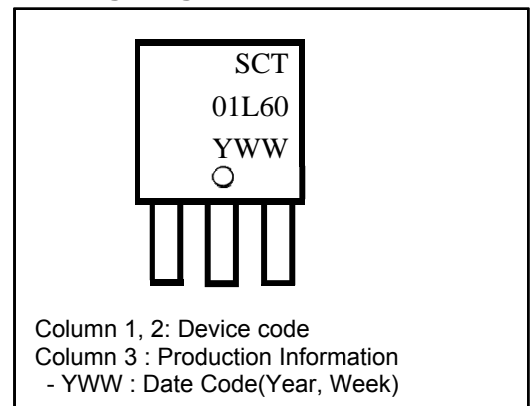 SCT
01L60
YWW
Column 1, 2: Device code
Column 3 : Production Information
- YWW : Date Code(Year, Week)